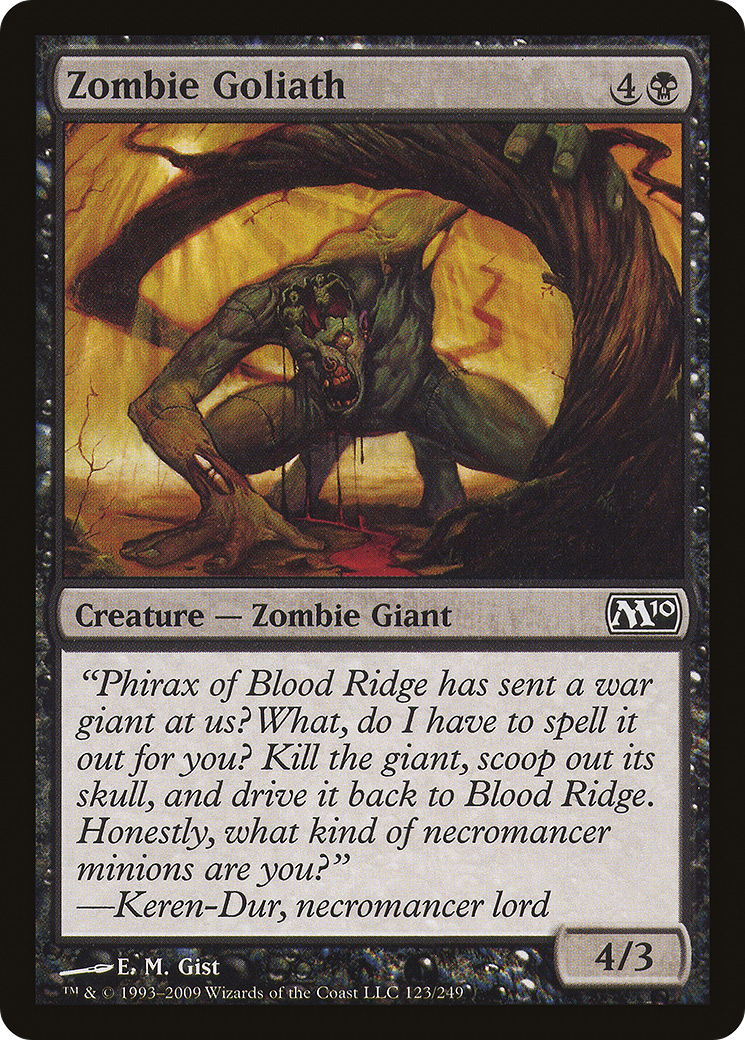 Zombie Goliath 4
Creature — Zombie Giant M10
“Phirax of Blood Ridge has sent a war
giant at us? What, do I have to spell it
out for you? Kill the giant, scoop out its
skull, and drive it back to Blood Ridge.
Honestly, what kind of necromancer
minions are you?”
—Keren-Dur, necromancer lord
4/3
E. M. Gist
™ & © 1993–2009 Wizards of the Coast LLC 123/249